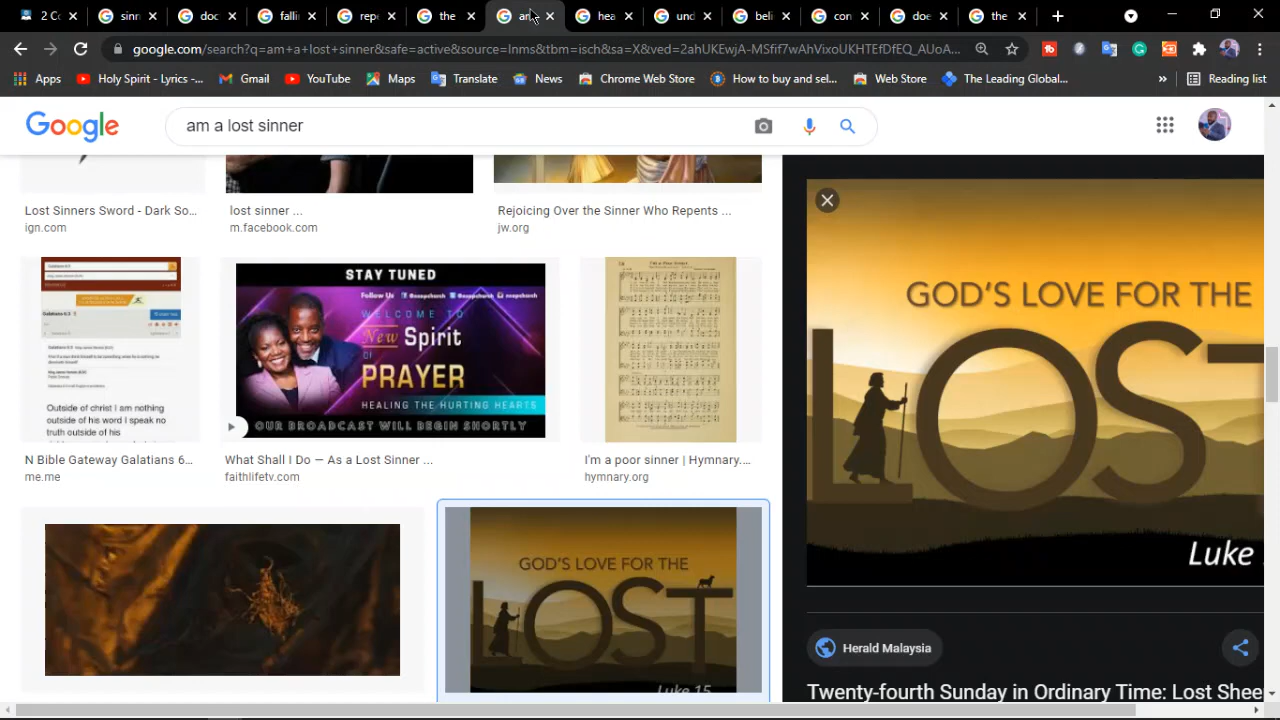 2 Co
sinn
doc
falli
repe
the
am
hea
und
beli
con
doe
the
google.com/search?q=am+a+lost+sinner&safe=active&source=lnms&tbm=isch&sa=X&ved=2ahUKEwjA-MSfif7wAhVixoUKHTEfDfEQ_AUoA...
Apps
Holy Spirit - Lyrics -...
Gmail
YouTube
Maps
Translate
News
Chrome Web Store
How to buy and sel...
Web Store
The Leading Global...
»
Reading list
Google
am a lost sinner
Lost Sinners Sword - Dark So...
ign.com
lost sinner ...
m.facebook.com
Rejoicing Over the Sinner Who Repents ...
jw.org
Outside of christ I am nothing
outside of his word I speak no
truth outside of his
N Bible Gateway Galatians 6...
me.me
STAY TUNED
Follow Us
WELCOME TO
New Spirit
OF
PRAYER
HEALING THE HURTING HEARTS
OUR BROADCAST WILL BEGIN SHORTLY
What Shall I Do — As a Lost Sinner ...
faithlifetv.com
I'm a poor sinner | Hymnary....
hymnary.org
GOD'S LOVE FOR THE
LOST
Luke 15
GOD'S LOVE FOR THE
OST
Luke
Herald Malaysia
Twenty-fourth Sunday in Ordinary Time: Lost Shee